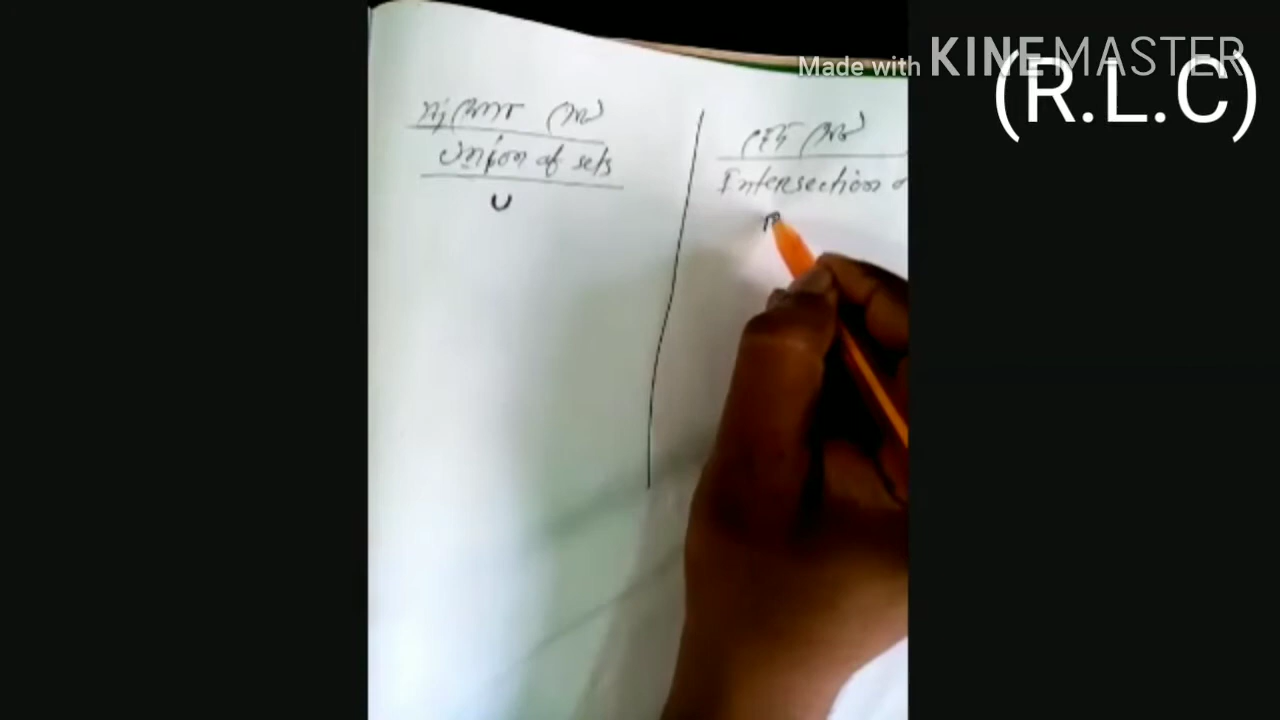 Made with KINEMASTER
(R.L.C)
সংযোগ সেট
Union of sets
∪
ছেদ সেট
Intersection o